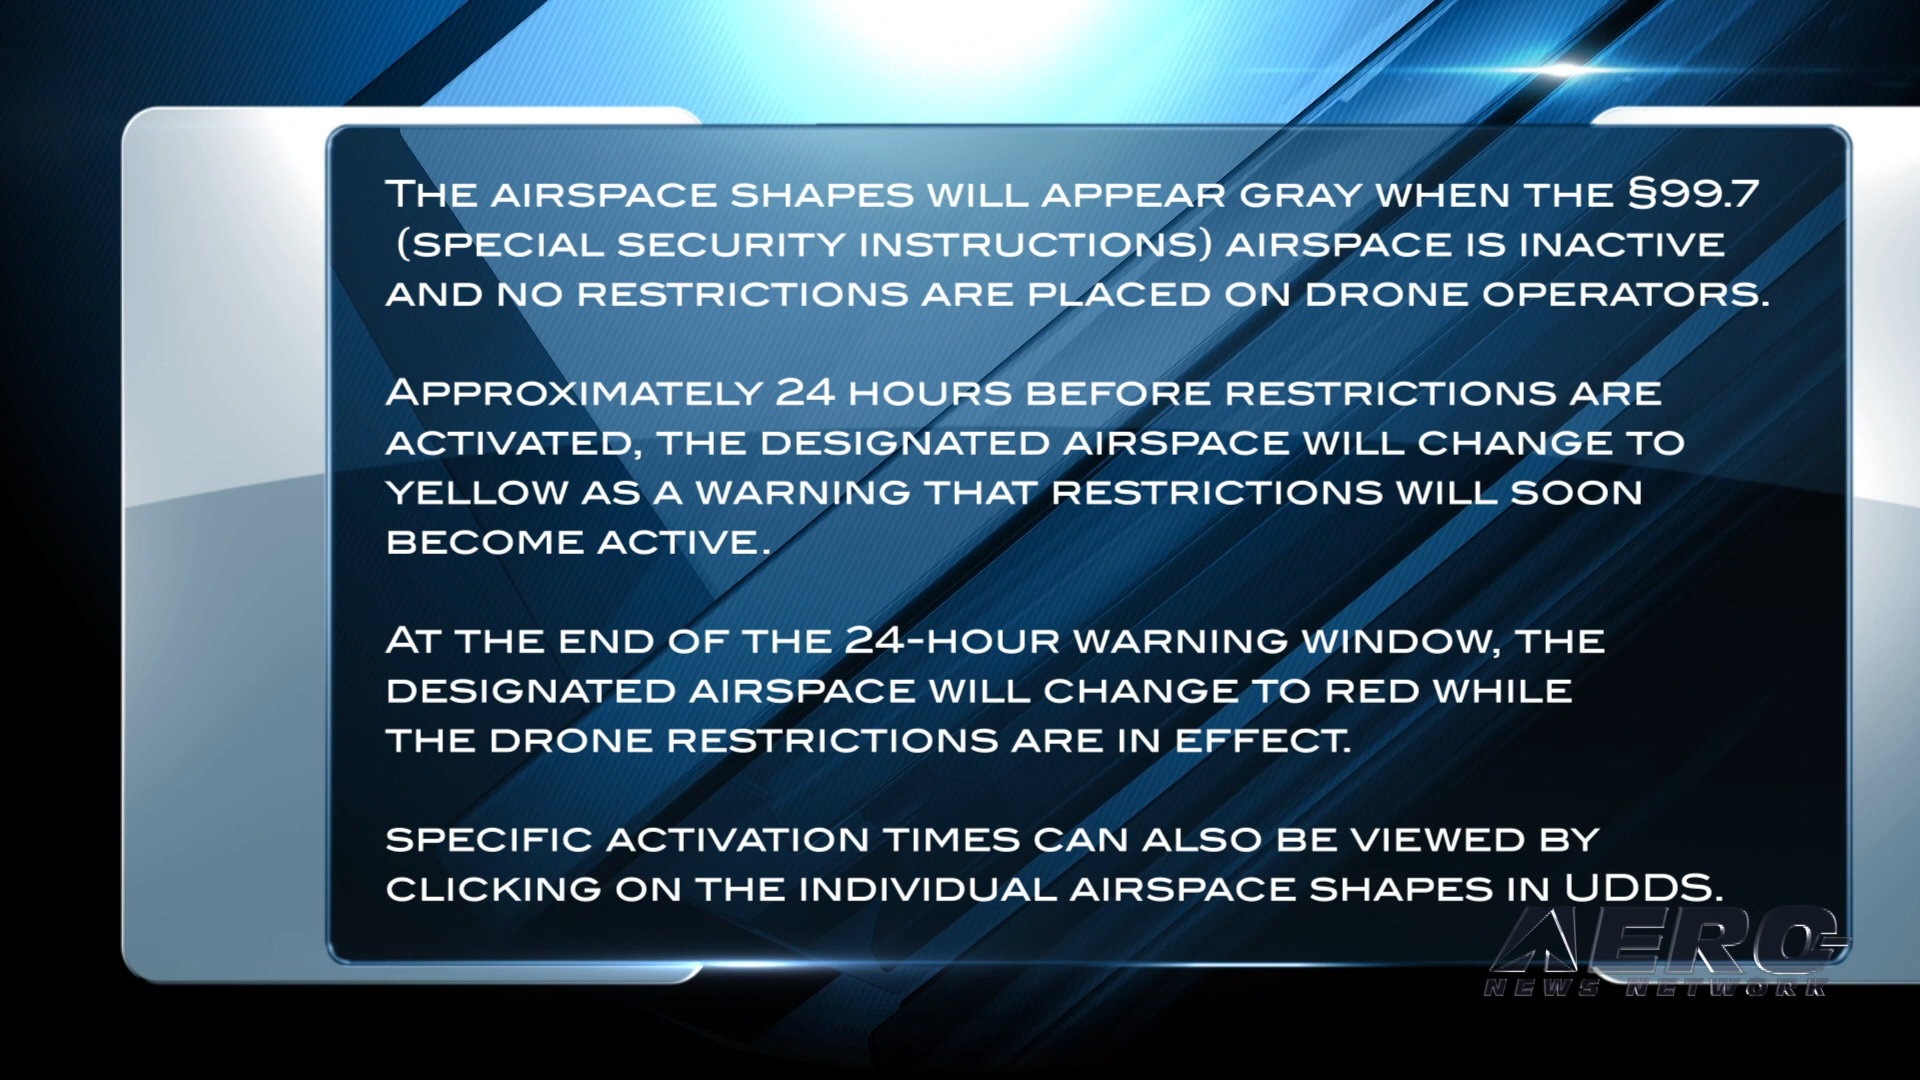 The airspace shapes will appear gray when the §99.7
(special security instructions) airspace is inactive
and no restrictions are placed on drone operators.
Approximately 24 hours before restrictions are
activated, the designated airspace will change to
yellow as a warning that restrictions will soon
become active.
At the end of the 24-hour warning window, the
designated airspace will change to red while
the drone restrictions are in effect.
specific activation times can also be viewed by
clicking on the individual airspace shapes in UDDS.
AERO
NEWS NETWORK